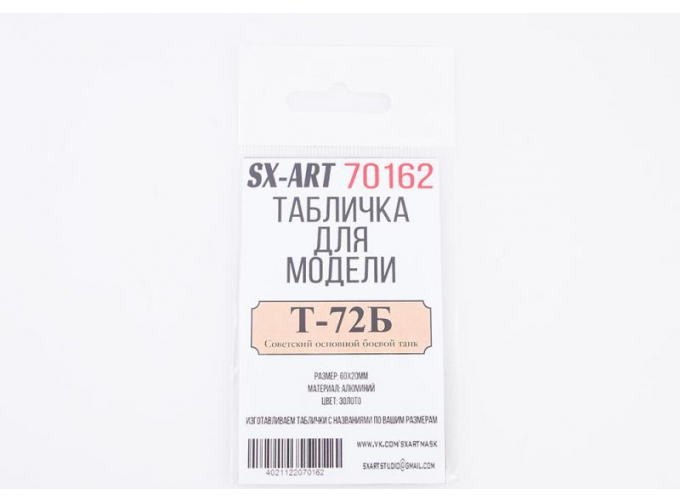 SX-ART 70162
ТАБЛИЧКА
ДЛЯ
МОДЕЛИ
Т-72Б
Советский основной боевой танк
РАЗМЕР: 60X20ММ
МАТЕРИАЛ: АЛЮМИНИЙ
ЦВЕТ: ЗОЛОТО
ИЗГОТАВЛИВАЕМ ТАБЛИЧКИ С НАЗВАНИЯМИ ПО ВАШИМ РАЗМЕРАМ
WWW.VK.COM/SXARTMASK
4021122070162
SXARTSTUDIO@GMAIL.COM